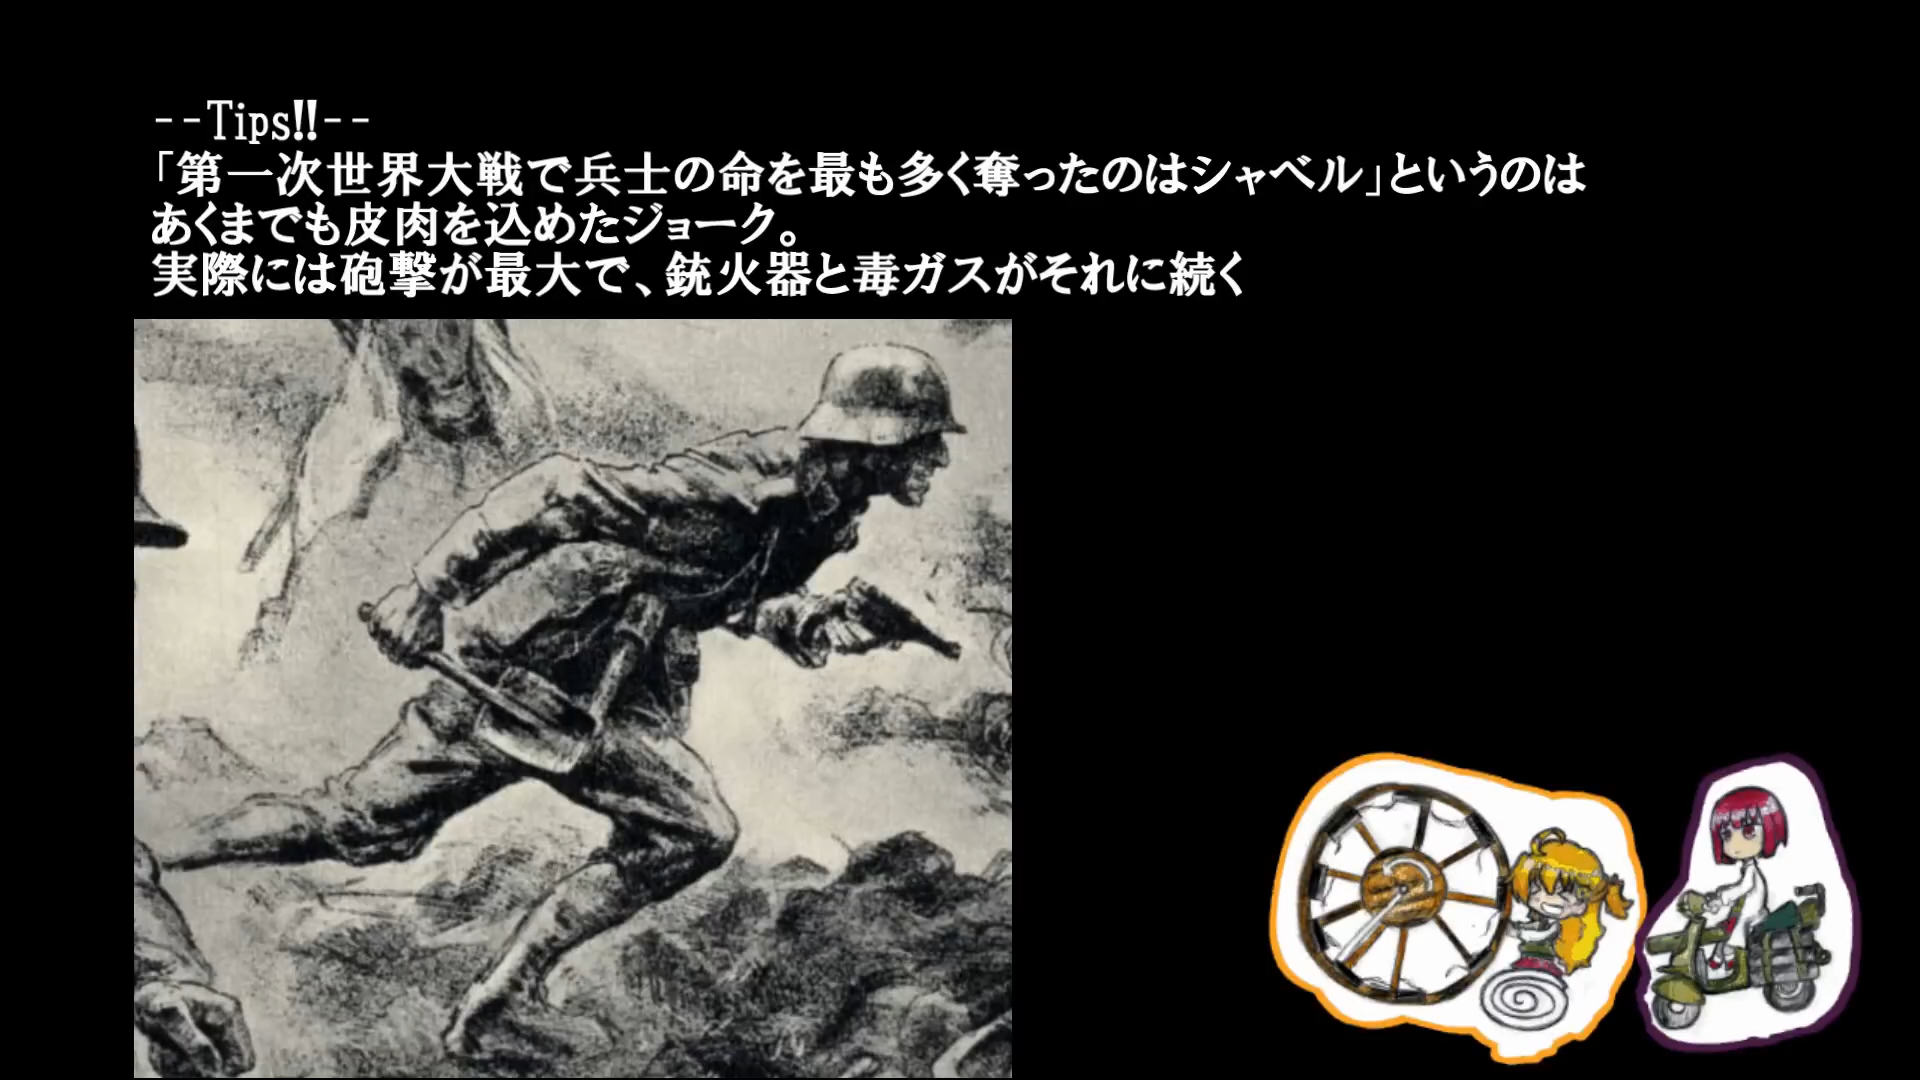 --Tips!!--
「第一次世界大戦で兵士の命を最も多く奪ったのはシャベル」というのは
あくまでも皮肉を込めたジョーク。
実際には砲撃が最大で、銃火器と毒ガスがそれに続く